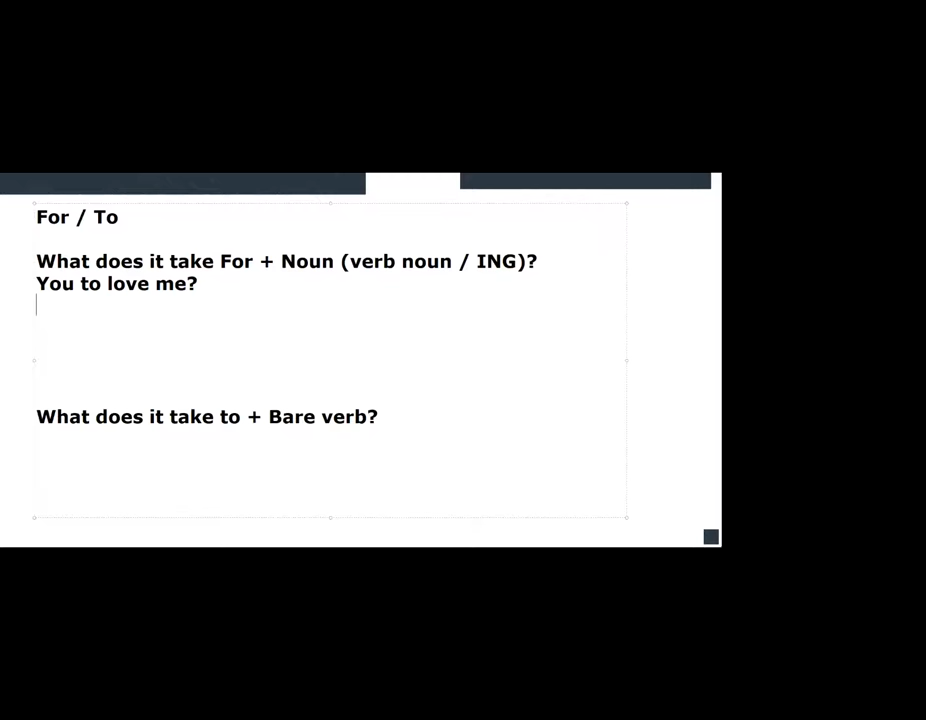 For / To
What does it take For + Noun (verb noun / ING)?
You to love me?
What does it take to + Bare verb?